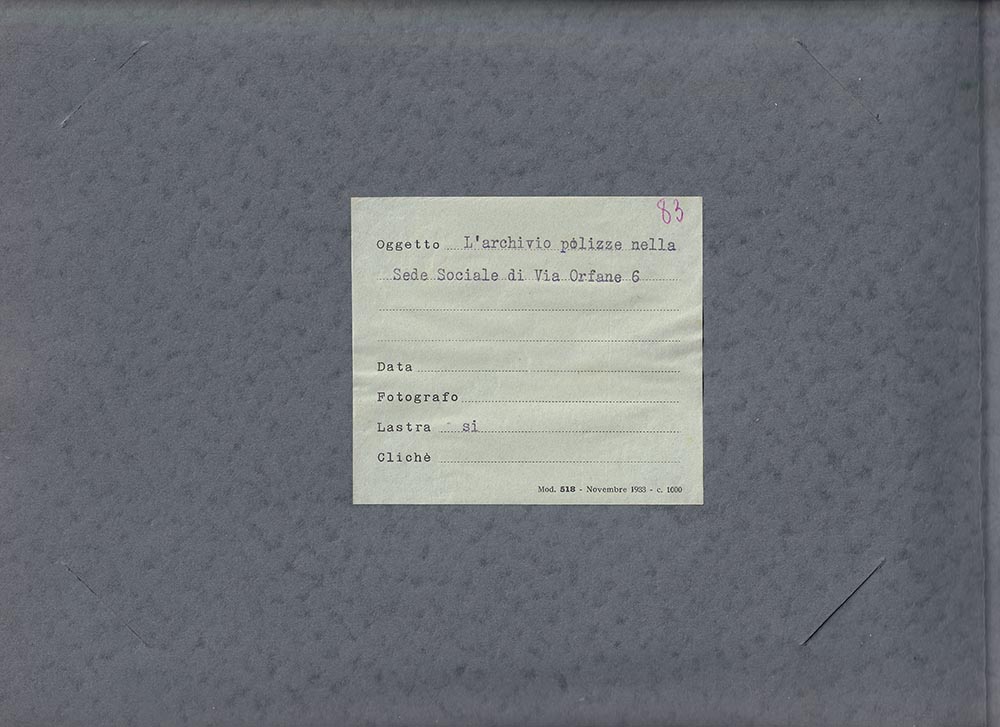 83
Oggetto L'archivio polizze nella
Sede Sociale di Via Orfane 6
Data
Fotografo
Lastra si
Clichè
Mod. 518 - Novembre 1933 - c. 1000